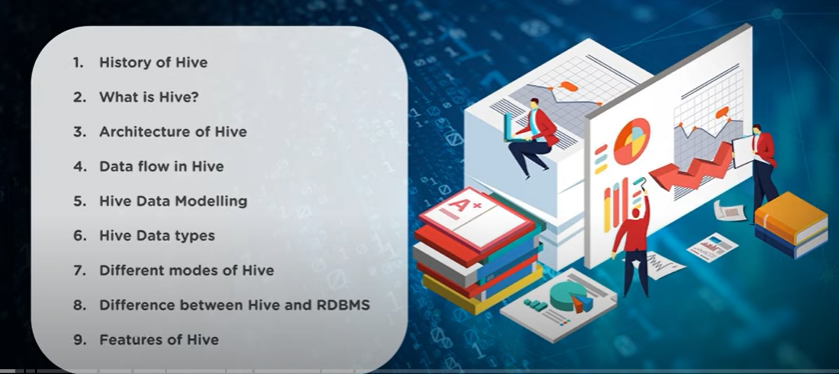 1. History of Hive
2. What is Hive?
3. Architecture of Hive
4. Data flow in Hive
5. Hive Data Modelling
6. Hive Data types
7. Different modes of Hive
8. Difference between Hive and RDBMS
9. Features of Hive
A+